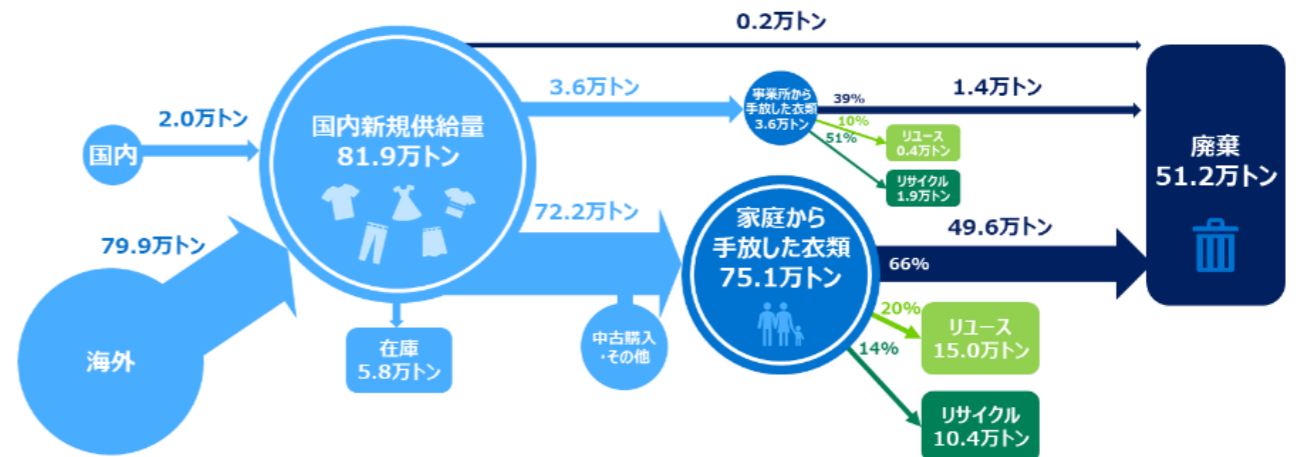 0.2万トン
2.0万トン
国内
79.9万トン
海外
国内新規供給量
81.9万トン
在庫
5.8万トン
3.6万トン
事業所から
手放した衣類
3.6万トン
39%
1.4万トン
10%
リユース
0.4万トン
51%
リサイクル
1.9万トン
72.2万トン
中古購入
・その他
家庭から
手放した衣類
75.1万トン
49.6万トン
66%
20%
リユース
15.0万トン
14%
リサイクル
10.4万トン
廃棄
51.2万トン